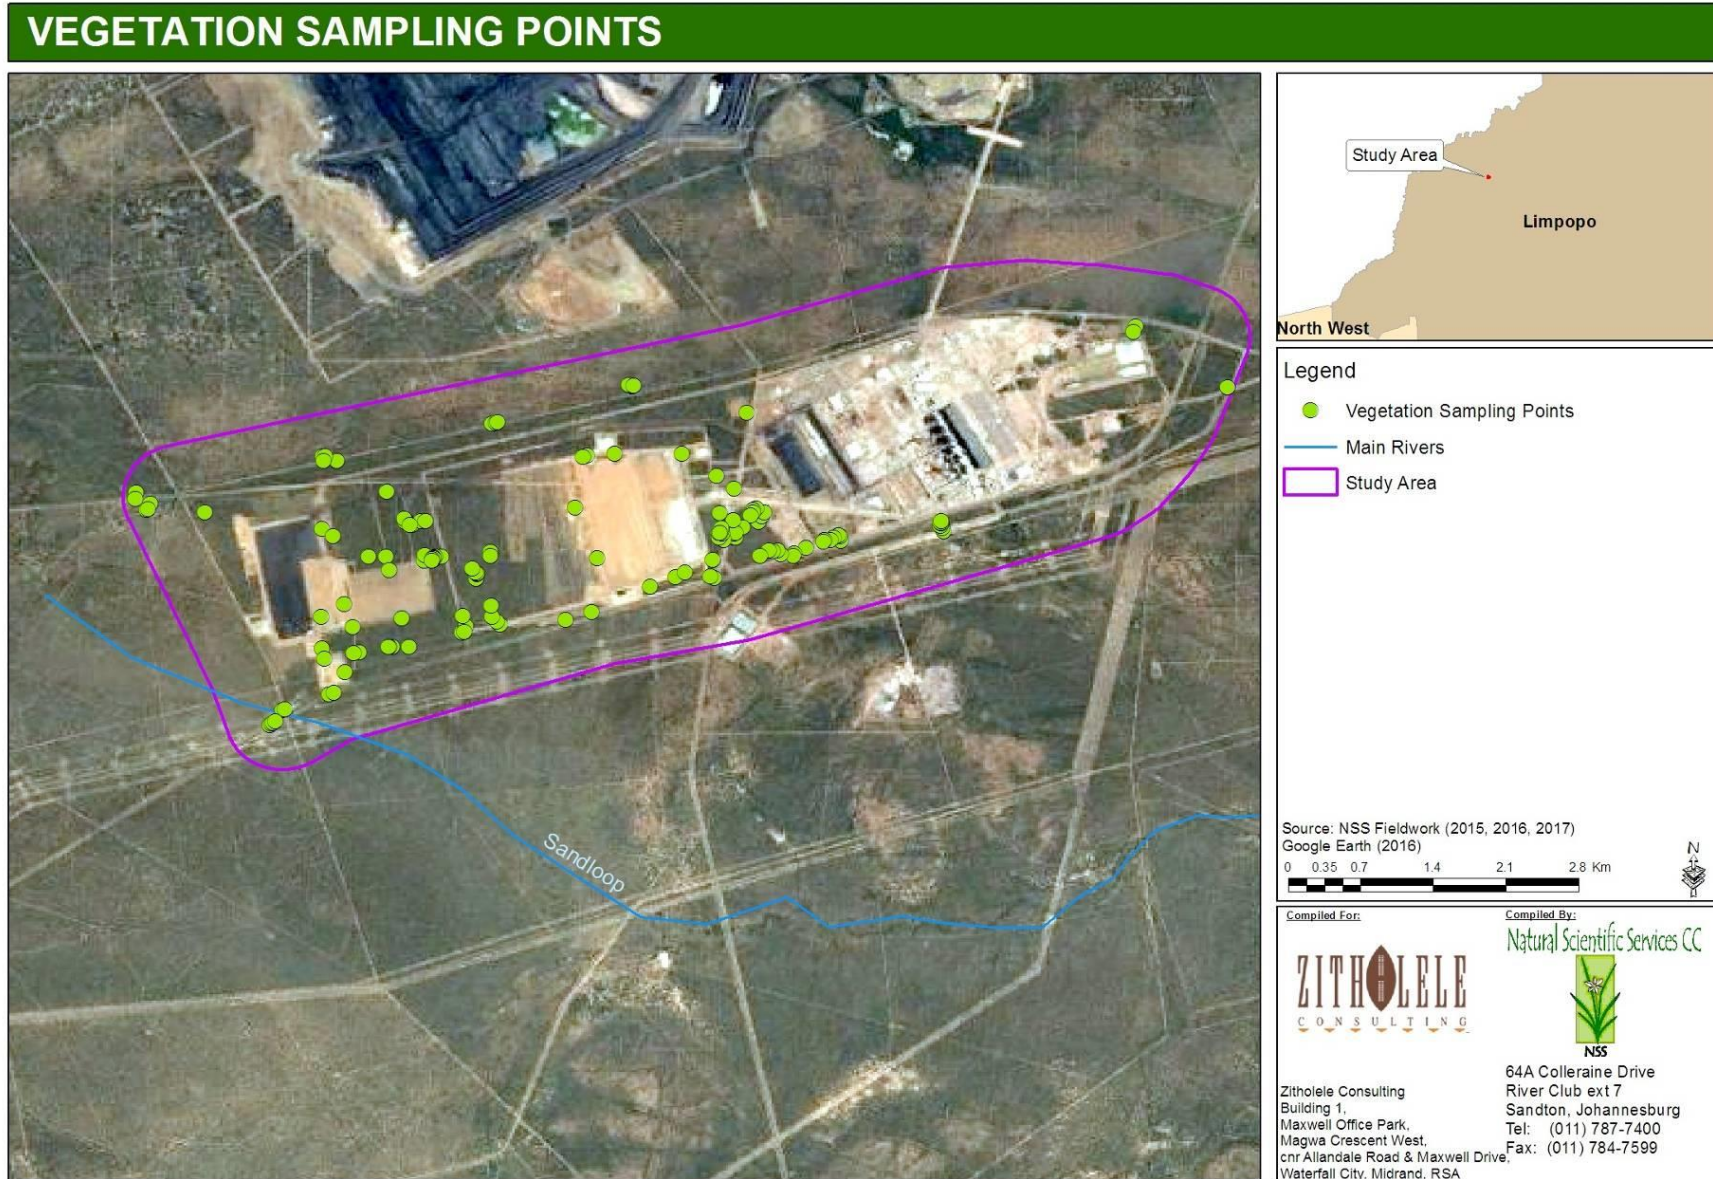 VEGETATION SAMPLING POINTS
Sandloop
Study Area
Limpopo
North West
Legend
Vegetation Sampling Points
Main Rivers
Study Area
Source: NSS Fieldwork (2015, 2016, 2017)
Google Earth (2016)
0 0.35 0.7 1.4 2.1 2.8 Km
N
Compiled For:
ZITHOLELE
CONSULTING
Zitholele Consulting
Building 1,
Maxwell Office Park,
Magwa Crescent West,
cnr Allandale Road & Maxwell Drive,
Waterfall City, Midrand, RSA
Compiled By:
Natural Scientific Services CC
NSS
64A Colleraine Drive
River Club ext 7
Sandton, Johannesburg
Tel: (011) 787-7400
Fax: (011) 784-7599